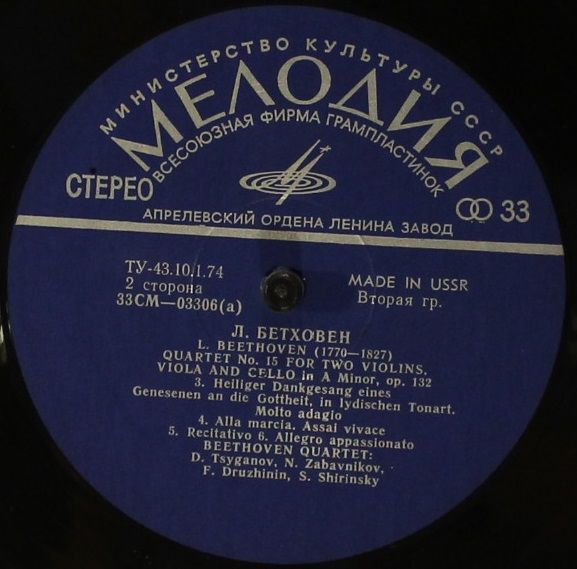 МИНИСТЕРСТВО КУЛЬТУРЫ СССР
МЕЛОДИЯ
ВСЕСОЮЗНАЯ ФИРМА ГРАМПЛАСТИНОК
СТЕРЕО
33
АПРЕЛЕВСКИЙ ОРДЕНА ЛЕНИНА ЗАВОД
ТУ-43.10.1.74
2 сторона
33СМ—03306(а)
MADE IN USSR
Вторая гр.
Л. БЕТХОВЕН
L. BEETHOVEN (1770—1827)
QUARTET No. 15 FOR TWO VIOLINS,
VIOLA AND CELLO in A Minor, op. 132
3. Heiliger Dankgesang eines
Genesenen an die Gottheit, in lydischen Tonart.
Molto adagio
4. Alla marcia. Assai vivace
5. Recitativo 6. Allegro appassionato
BEETHOVEN QUARTET:
D. Tsyganov, N. Zabavnikov,
F. Druzhinin, S. Shirinsky